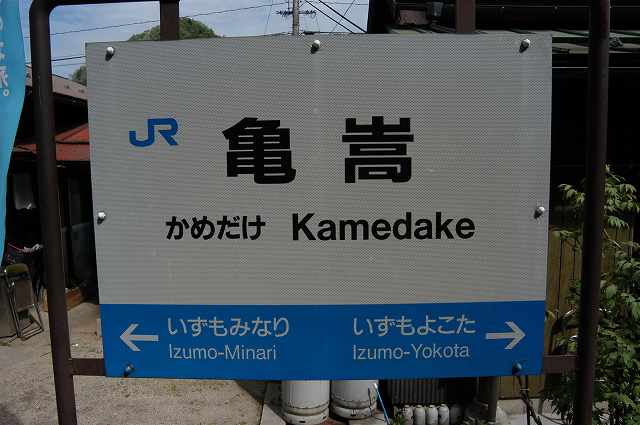 JR
亀嵩
かめだけ Kamedake
← いずもみなり いずもよこた →
Izumo-Minari Izumo-Yokota